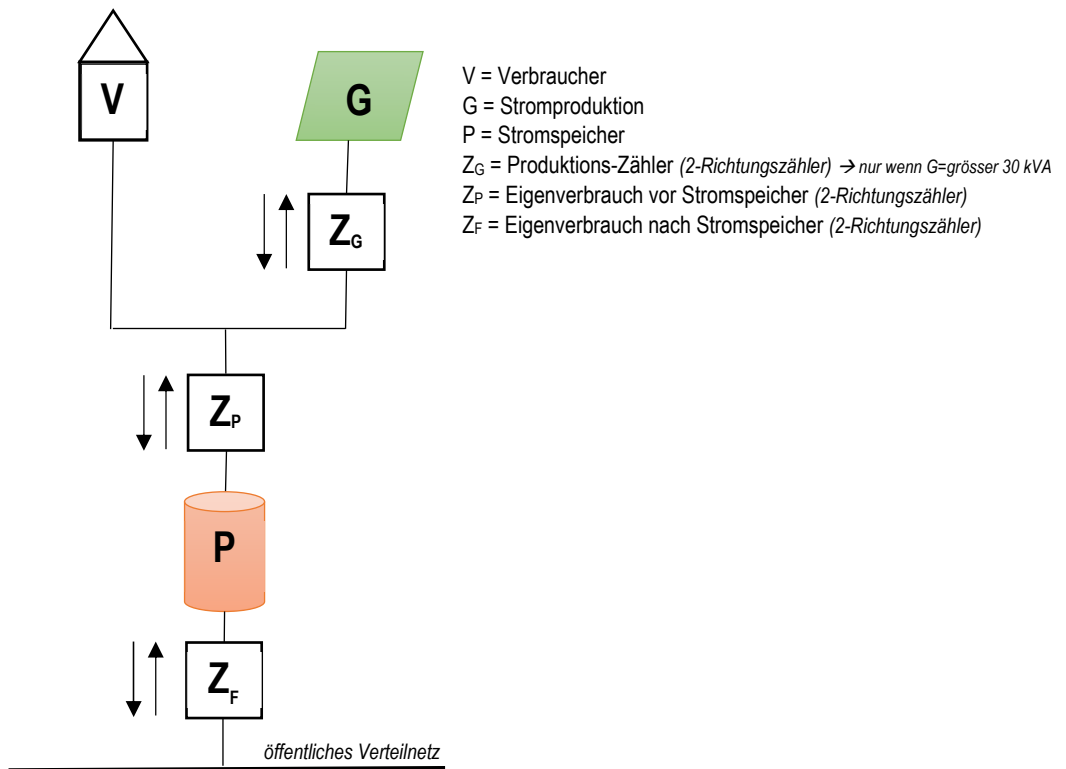 V
G
V = Verbraucher
G = Stromproduktion
P = Stromspeicher
ZG = Produktions-Zähler (2-Richtungszähler) → nur wenn G=grösser 30 kVA
ZP = Eigenverbrauch vor Stromspeicher (2-Richtungszähler)
ZF = Eigenverbrauch nach Stromspeicher (2-Richtungszähler)
ZG
ZP
P
ZF
öffentliches Verteilnetz